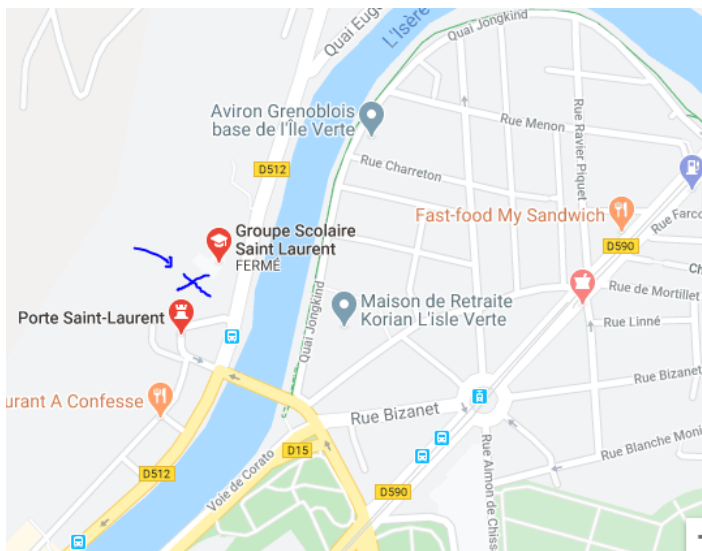 Quai Eug
L'Isère
Quai Jongkind
Aviron Grenoblois
base de l'Île Verte
Rue Menon
Rue Ravier Piquet
D512
Rue Charreton
Groupe Scolaire
Saint Laurent
FERMÉ
Fast-food My Sandwich
Rue Farco
D590
Ch
Rue de Mortillet
Porte Saint-Laurent
Maison de Retraite
Korian L'isle Verte
Quai Jongkind
Rue Linné
Rue Bizanet
urant A Confesse
Rue Bizanet
Rue Blanche Moni
D15
Voie de Corato
D512
D590
Rue Aimon de Chiss